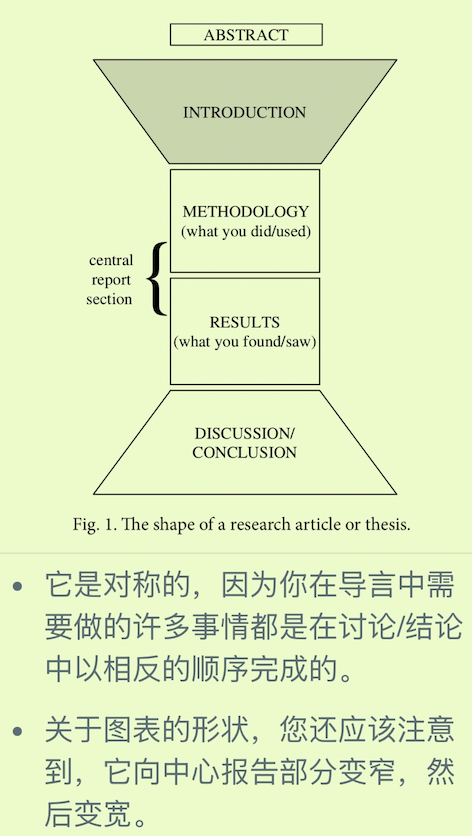 ABSTRACT
INTRODUCTION
METHODOLOGY
(what you did/used)
central
report
section
RESULTS
(what you found/saw)
DISCUSSION/
CONCLUSION
Fig. 1. The shape of a research article or thesis.
• 它是对称的，因为你在导言中需
要做的许多事情都是在讨论/结论
中以相反的顺序完成的。
• 关于图表的形状，您还应该注意
到，它向中心报告部分变窄，然
后变宽。